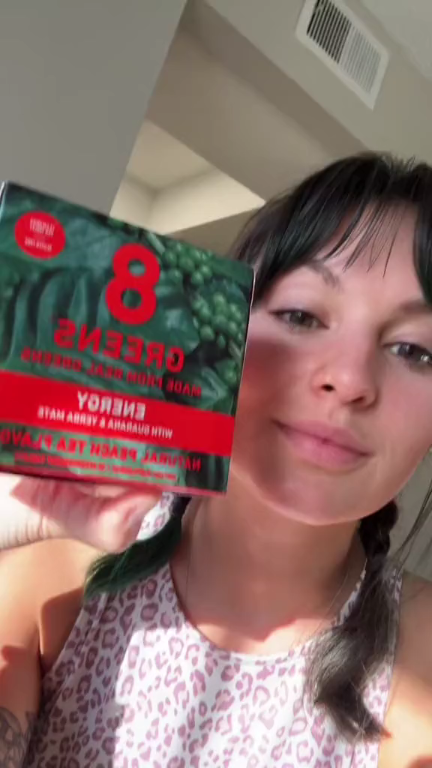 8
GREENS
MADE FROM REAL GREENS
ENERGY
WITH GUARANA & YERBA MATE
NATURAL PEACH TEA FLAVO